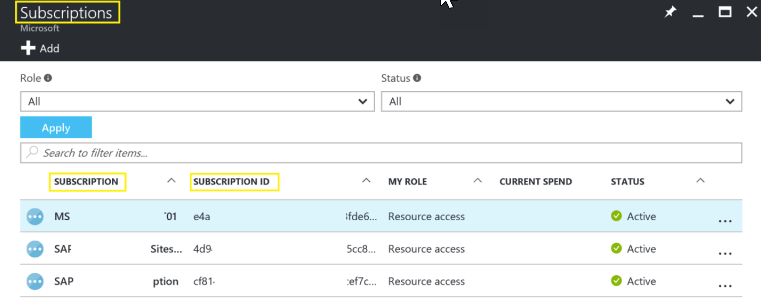 Subscriptions
Microsoft
Add
Role
Status
All
All
Apply
Search to filter items...
SUBSCRIPTION SUBSCRIPTION ID MY ROLE CURRENT SPEND STATUS
MS 01 e4a fde6... Resource access Active ...
SAP Sites... 4d9 5cc8... Resource access Active ...
SAP ption cf81- ef7c... Resource access Active ...